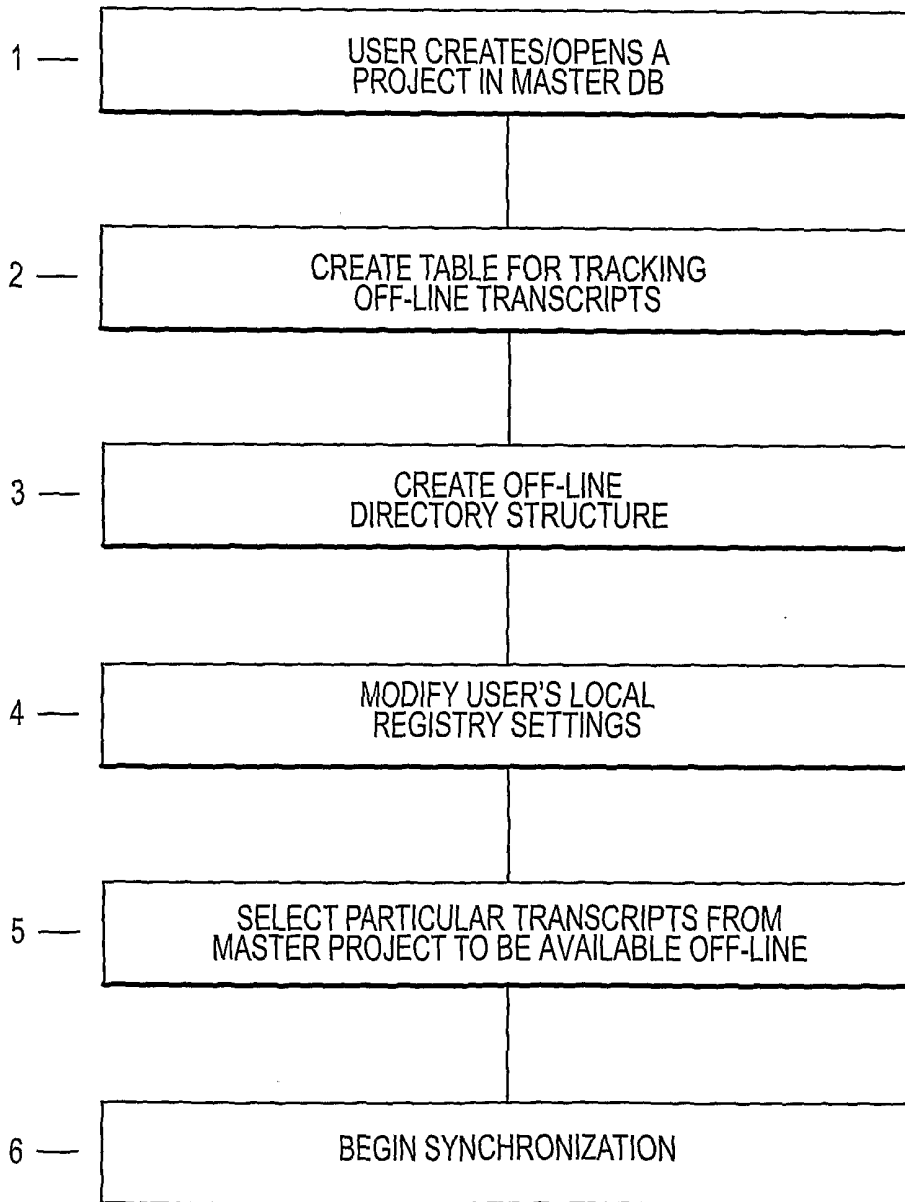 1 — USER CREATES/OPENS A
PROJECT IN MASTER DB
2 — CREATE TABLE FOR TRACKING
OFF-LINE TRANSCRIPTS
3 — CREATE OFF-LINE
DIRECTORY STRUCTURE
4 — MODIFY USER'S LOCAL
REGISTRY SETTINGS
5 — SELECT PARTICULAR TRANSCRIPTS FROM
MASTER PROJECT TO BE AVAILABLE OFF-LINE
6 — BEGIN SYNCHRONIZATION